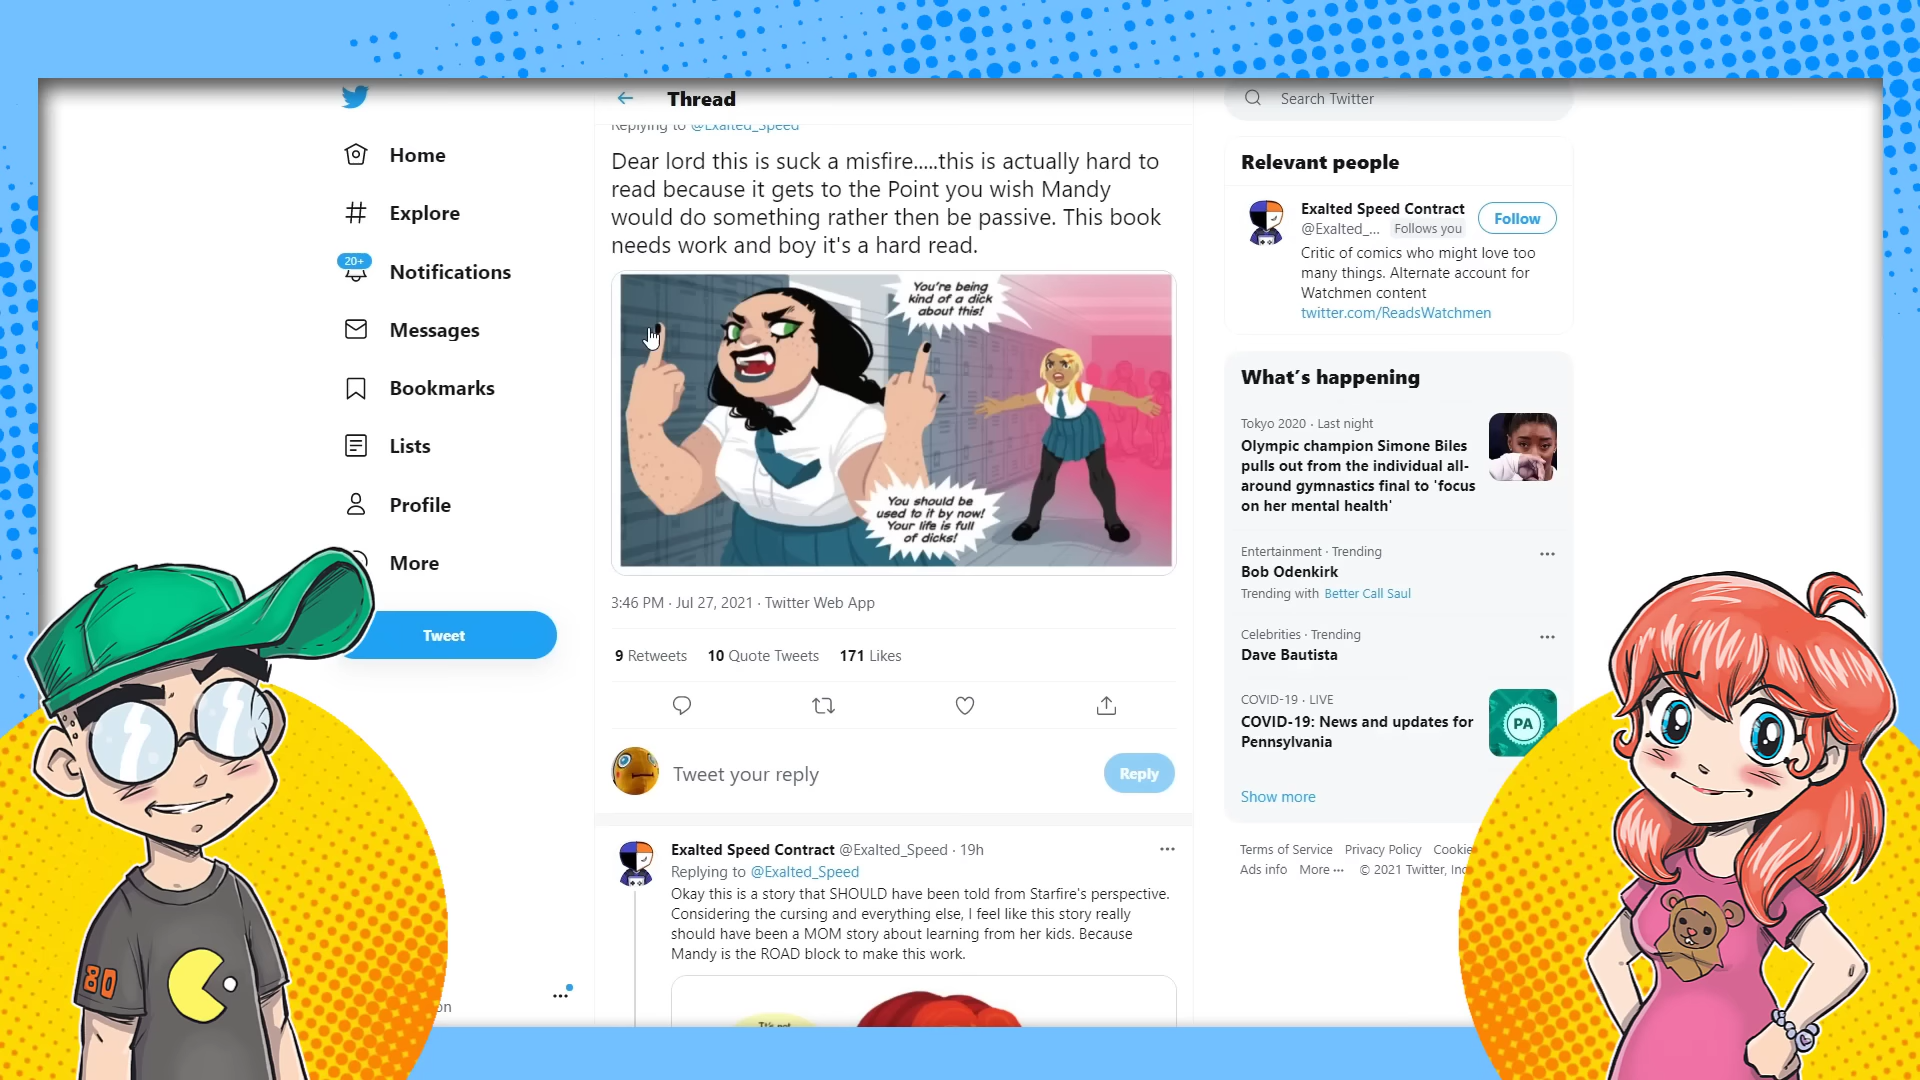 Home
Explore
20+
Notifications
Messages
Bookmarks
Lists
Profile
More
Tweet
Thread
Replying to @Exalted_Speed
Dear lord this is suck a misfire.....this is actually hard to
read because it gets to the Point you wish Mandy
would do something rather then be passive. This book
needs work and boy it's a hard read.
You're being
kind of a dick
about this!
You should be
used to it by now!
Your life is full
of dicks!
3:46 PM · Jul 27, 2021 · Twitter Web App
9 Retweets 10 Quote Tweets 171 Likes
Tweet your reply
Reply
Exalted Speed Contract @Exalted_Speed · 19h
Replying to @Exalted_Speed
Okay this is a story that SHOULD have been told from Starfire's perspective.
Considering the cursing and everything else, I feel like this story really
should have been a MOM story about learning from her kids. Because
Mandy is the ROAD block to make this work.
It's not
Search Twitter
Relevant people
Exalted Speed Contract
@Exalted_... Follows you
Follow
Critic of comics who might love too
many things. Alternate account for
Watchmen content
twitter.com/ReadsWatchmen
What's happening
Tokyo 2020 · Last night
Olympic champion Simone Biles
pulls out from the individual all-
around gymnastics final to 'focus
on her mental health'
Entertainment · Trending
Bob Odenkirk
Trending with Better Call Saul
Celebrities · Trending
Dave Bautista
COVID-19 · LIVE
COVID-19: News and updates for
Pennsylvania
PA
Show more
Terms of Service Privacy Policy Cookie
Ads info More ··· © 2021 Twitter, Inc
80
on